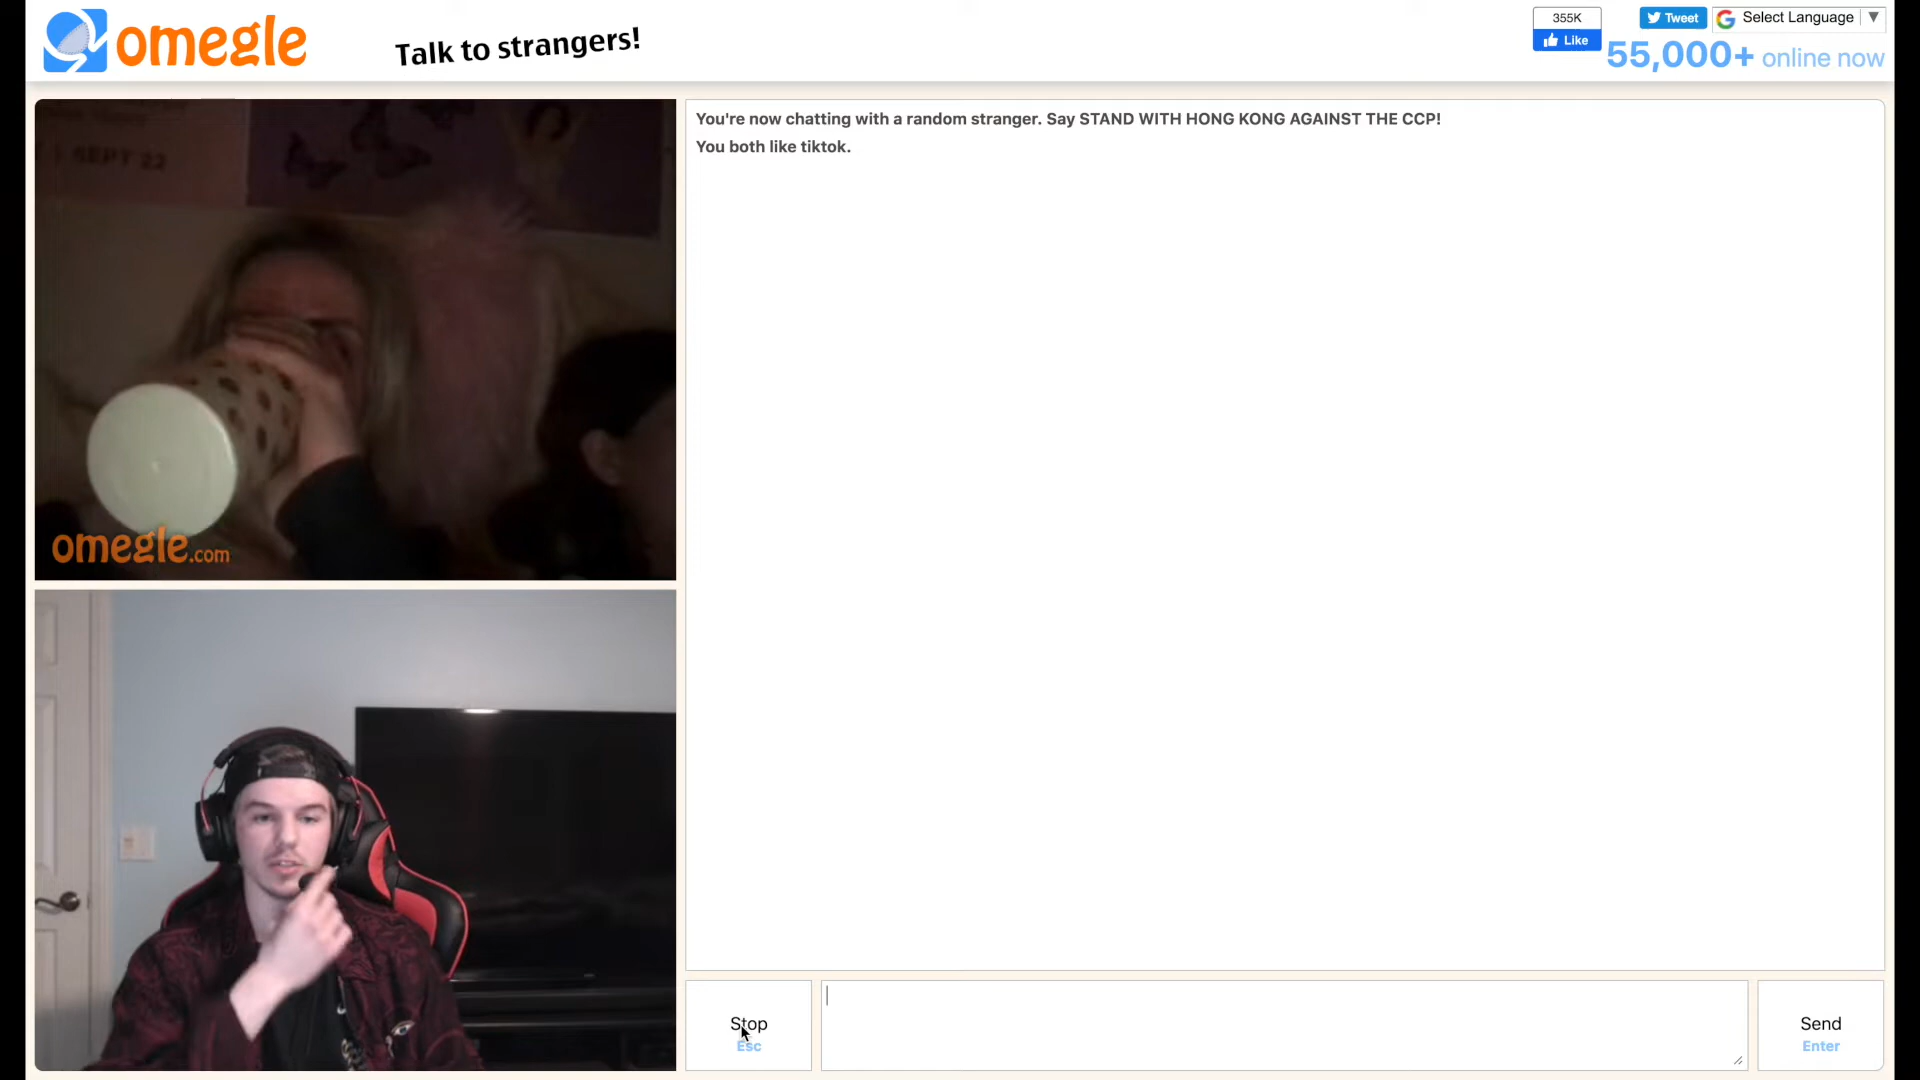 omegle
Talk to strangers!
355K
Like
Tweet
Select Language
55,000+ online now
SEPT 22
omegle.com
You're now chatting with a random stranger. Say STAND WITH HONG KONG AGAINST THE CCP!
You both like tiktok.
Stop
Esc
Send
Enter